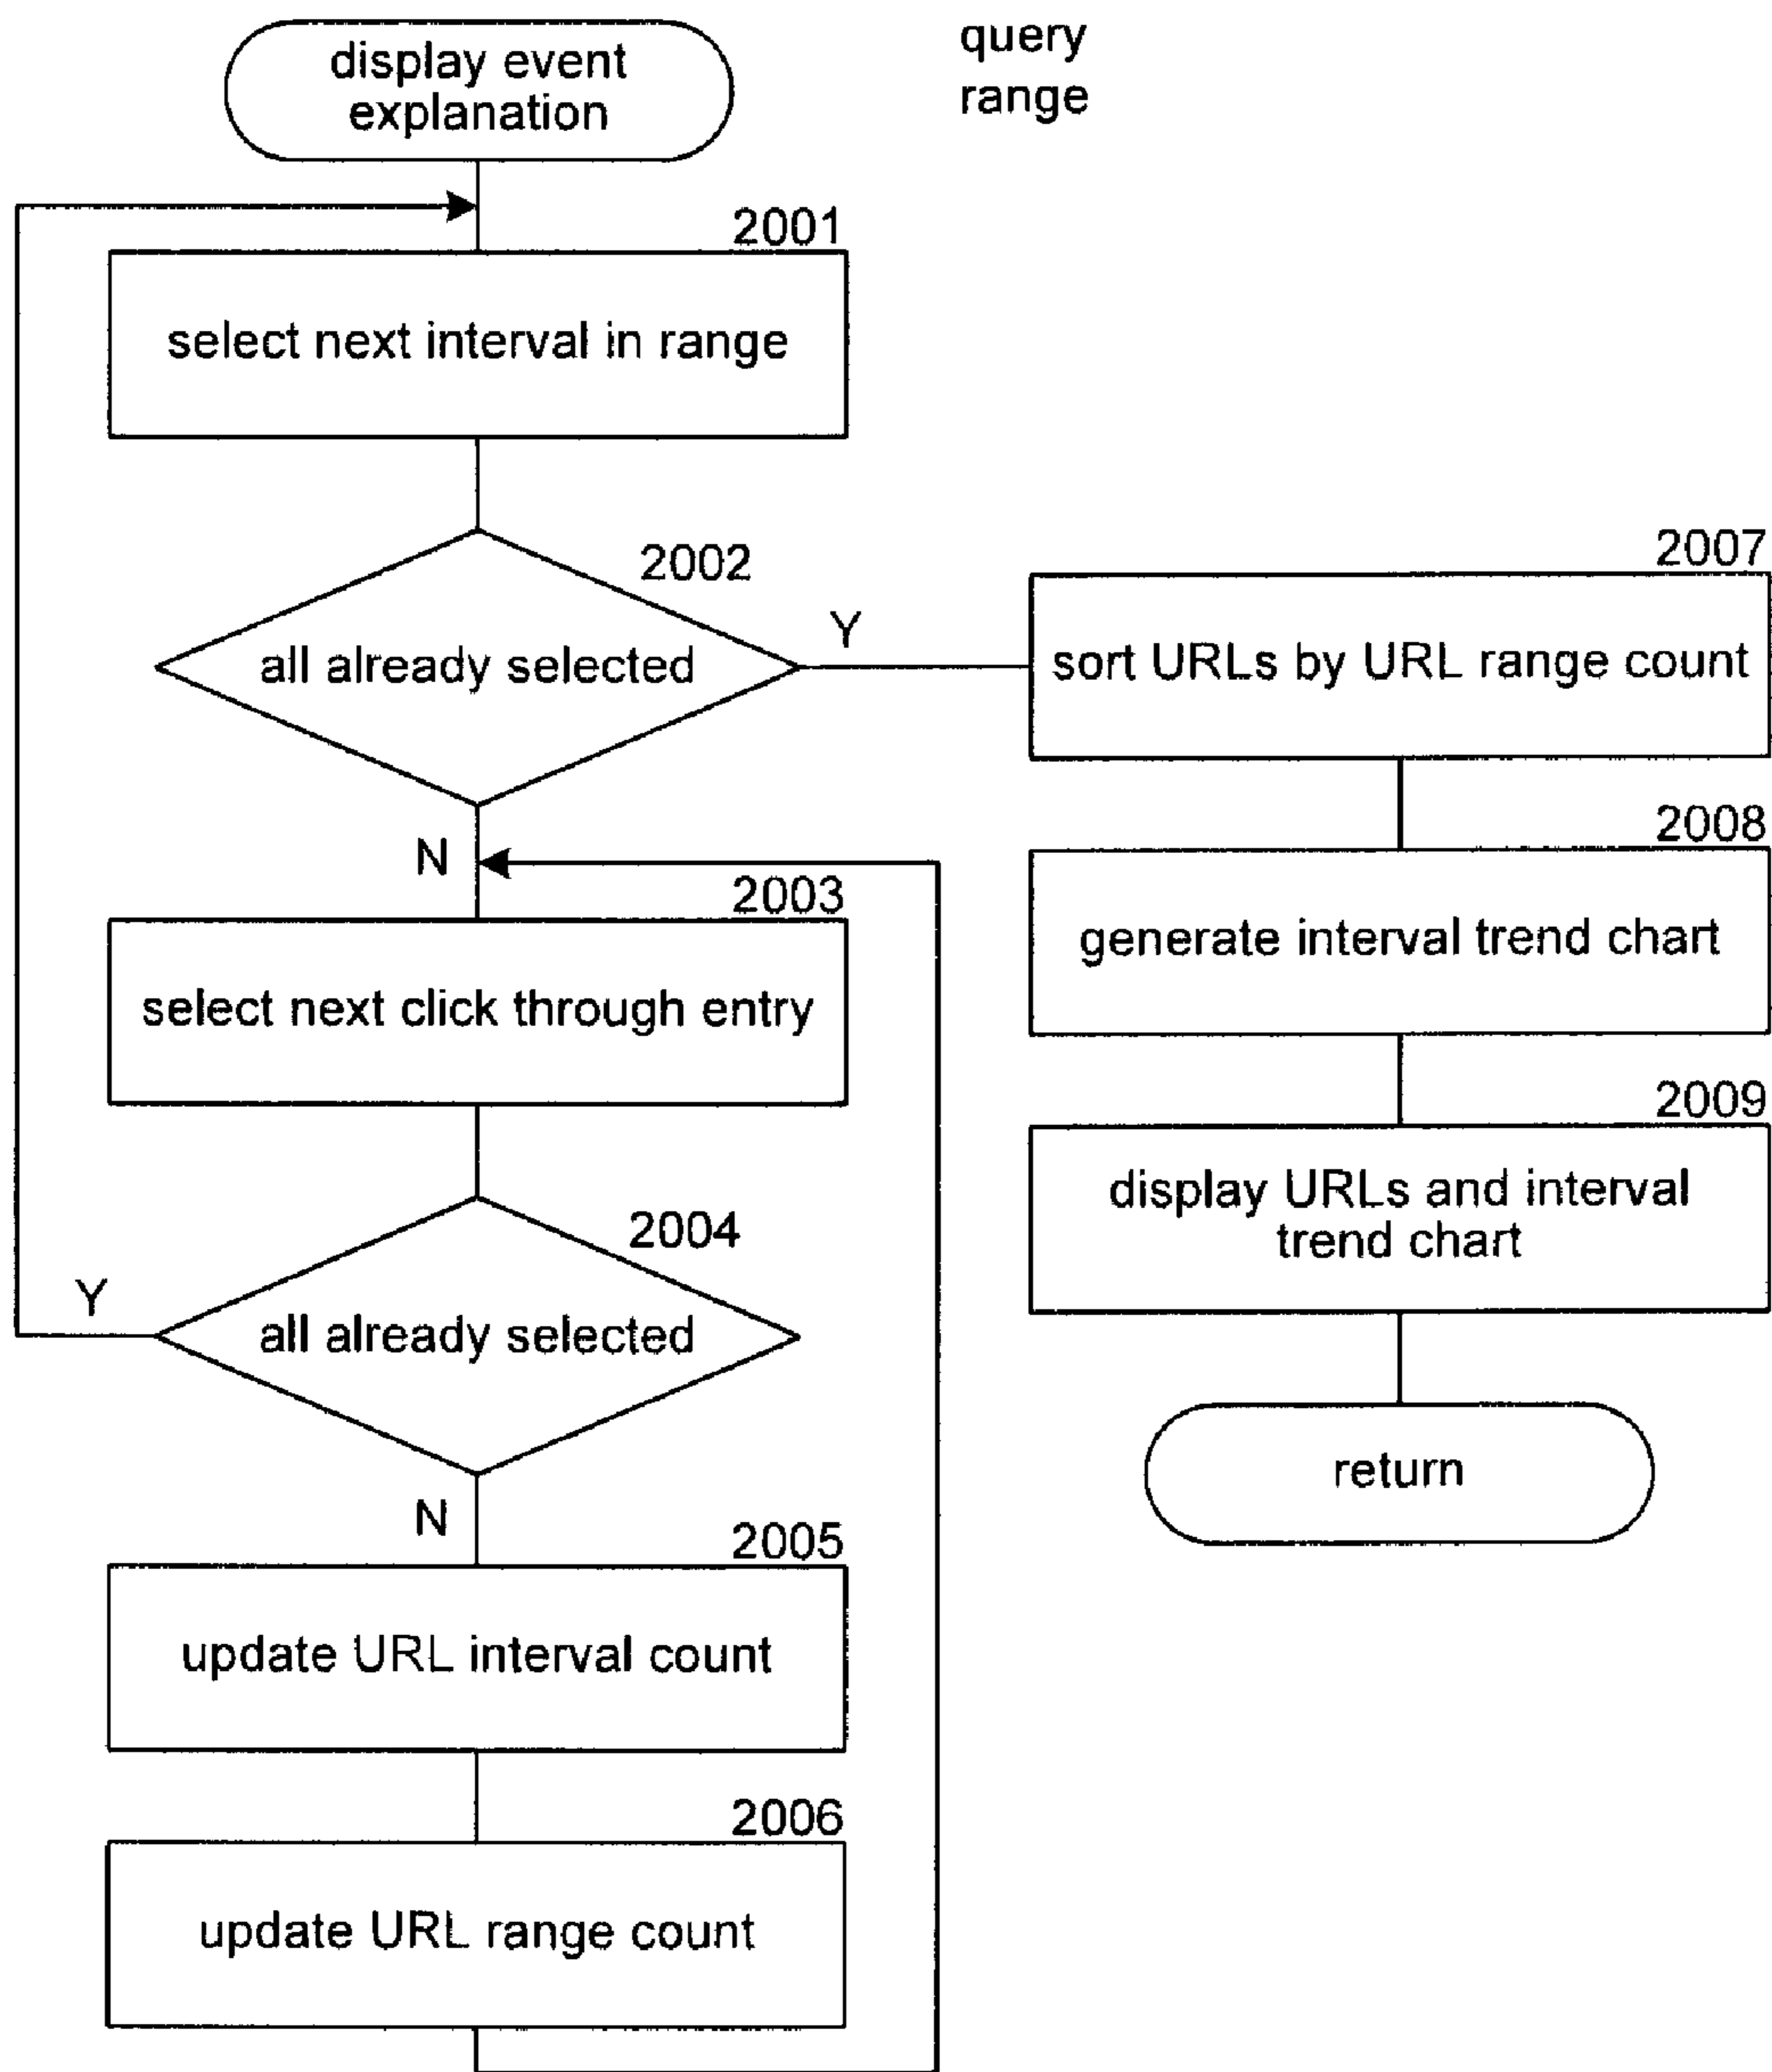 display event
explanation
query
range
2001
select next interval in range
2002
all already selected
Y
N
2003
select next click through entry
2004
all already selected
Y
N
2005
update URL interval count
2006
update URL range count
2007
sort URLs by URL range count
2008
generate interval trend chart
2009
display URLs and interval
trend chart
return